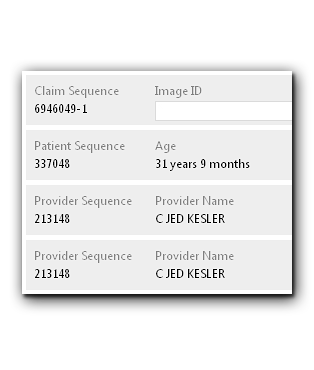 Claim Sequence Image ID
6946049-1
Patient Sequence Age
337048 31 years 9 months
Provider Sequence Provider Name
213148 C JED KESLER
Provider Sequence Provider Name
213148 C JED KESLER